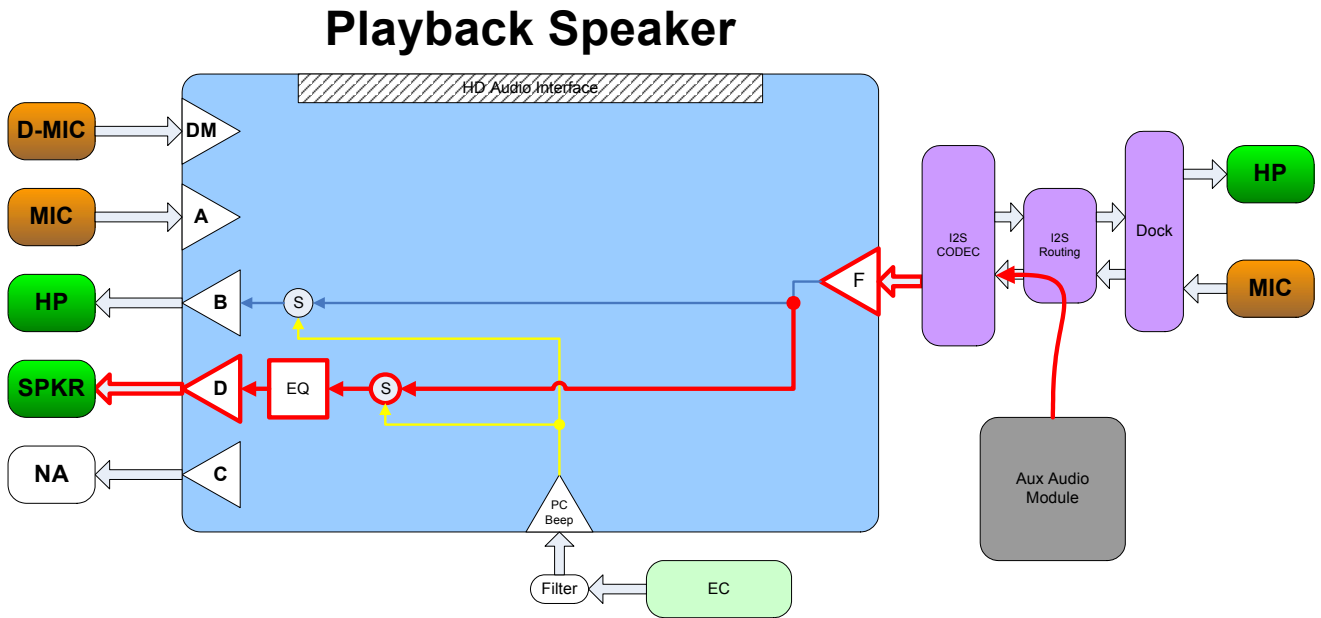 Playback Speaker
HD Audio Interface
D-MIC
DM
MIC
A
HP
B
S
SPKR
D
EQ
S
NA
C
PC
Beep
Filter
EC
F
I2S
CODEC
I2S
Routing
Dock
HP
MIC
Aux Audio
Module